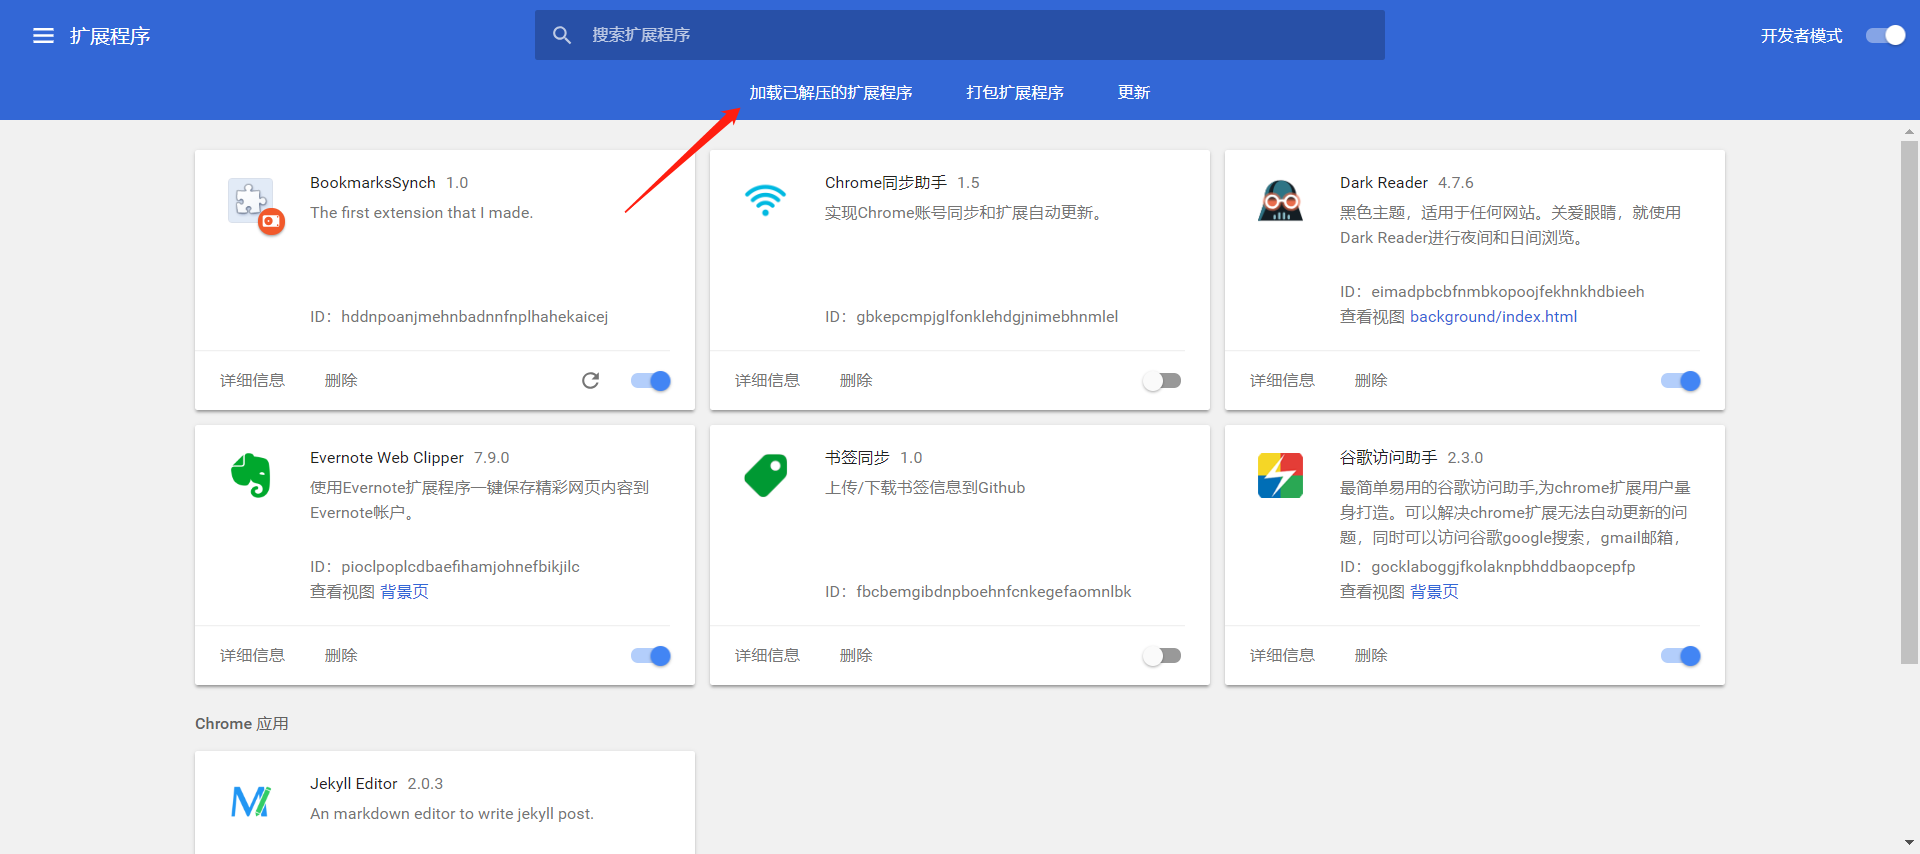 扩展程序
搜索扩展程序
开发者模式
加载已解压的扩展程序 打包扩展程序 更新
BookmarksSynch 1.0
The first extension that I made.
ID：hddnpoanjmehnbadnnfnplhahekaicej
详细信息 删除
Chrome同步助手 1.5
实现Chrome账号同步和扩展自动更新。
ID：gbkepcmpjglfonklehdgjnimebhnmlel
详细信息 删除
Dark Reader 4.7.6
黑色主题，适用于任何网站。关爱眼睛，就使用
Dark Reader进行夜间和日间浏览。
ID：eimadpbcbfnmbkopoojfekhnkhdbieeh
查看视图 background/index.html
详细信息 删除
Evernote Web Clipper 7.9.0
使用Evernote扩展程序一键保存精彩网页内容到
Evernote帐户。
ID：pioclpoplcdbaefihamjohnefbikjilc
查看视图 背景页
详细信息 删除
书签同步 1.0
上传/下载书签信息到Github
ID：fbcbemgibdnpboehnfcnkegefaomnlbk
详细信息 删除
谷歌访问助手 2.3.0
最简单易用的谷歌访问助手,为chrome扩展用户量
身打造。可以解决chrome扩展无法自动更新的问
题，同时可以访问谷歌google搜索，gmail邮箱，
ID：gocklaboggjfkolaknpbhddbaopcepfp
查看视图 背景页
详细信息 删除
Chrome 应用
Jekyll Editor 2.0.3
An markdown editor to write jekyll post.